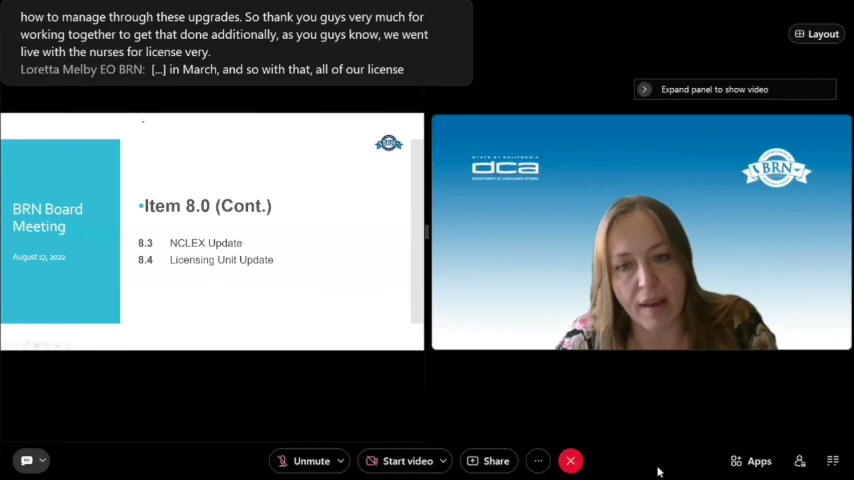 how to manage through these upgrades. So thank you guys very much for
working together to get that done additionally, as you guys know, we went
live with the nurses for license very.
Loretta Melby EO BRN: [...] in March, and so with that, all of our license
Layout
Expand panel to show video
BRN Board
Meeting
August 17, 2022
BRN
•Item 8.0 (Cont.)
8.3 NCLEX Update
8.4 Licensing Unit Update
STATE OF CALIFORNIA
dca
DEPARTMENT OF CONSUMER AFFAIRS
BRN
Unmute
Start video
Share
Apps